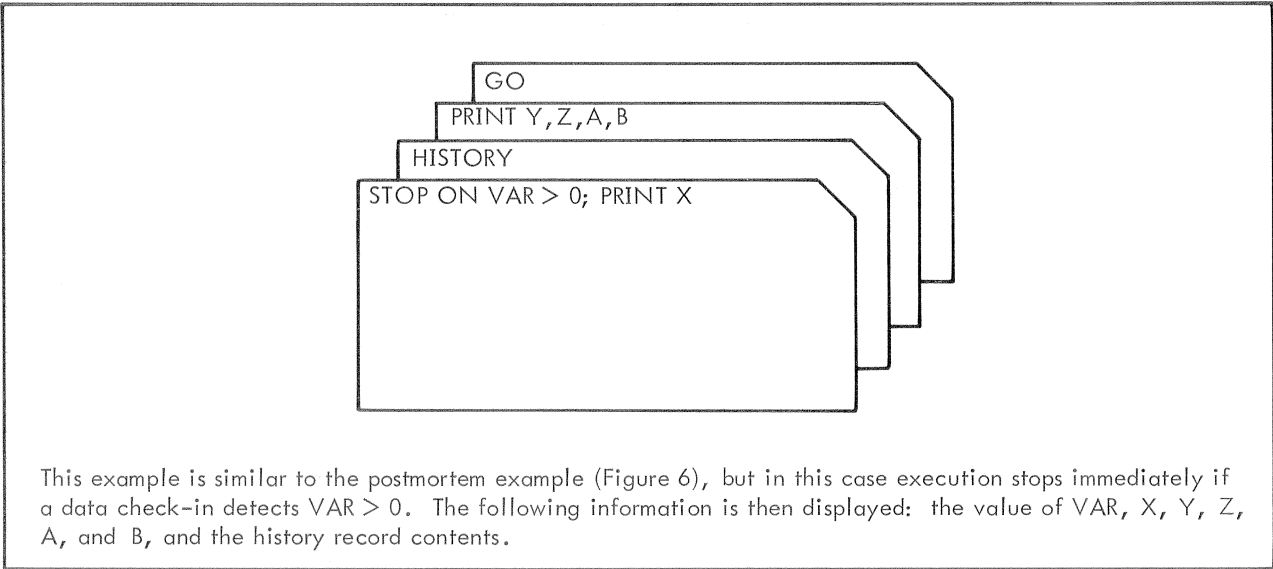 GO
PRINT Y,Z,A,B
HISTORY
STOP ON VAR > 0; PRINT X
This example is similar to the postmortem example (Figure 6), but in this case execution stops immediately if
a data check-in detects VAR > 0. The following information is then displayed: the value of VAR, X, Y, Z,
A, and B, and the history record contents.